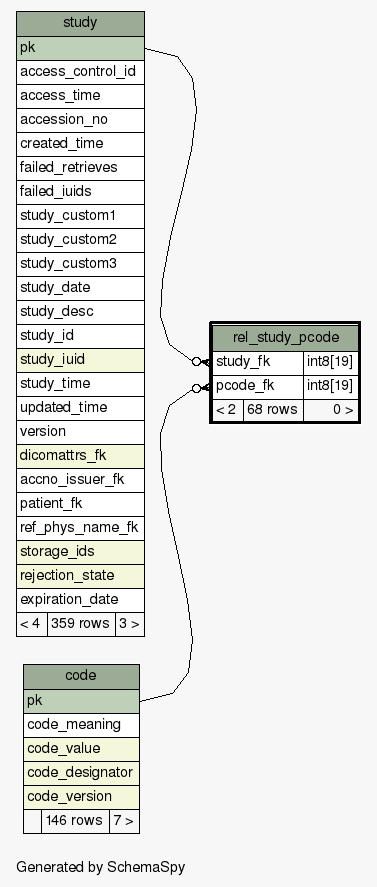 study
pk
access_control_id
access_time
accession_no
created_time
failed_retrieves
failed_iuids
study_custom1
study_custom2
study_custom3
study_date
study_desc
study_id
study_iuid
study_time
updated_time
version
dicomattrs_fk
accno_issuer_fk
patient_fk
ref_phys_name_fk
storage_ids
rejection_state
expiration_date
< 4 359 rows 3 >
rel_study_pcode
study_fk int8[19]
pcode_fk int8[19]
< 2 68 rows 0 >
code
pk
code_meaning
code_value
code_designator
code_version
146 rows 7 >
Generated by SchemaSpy